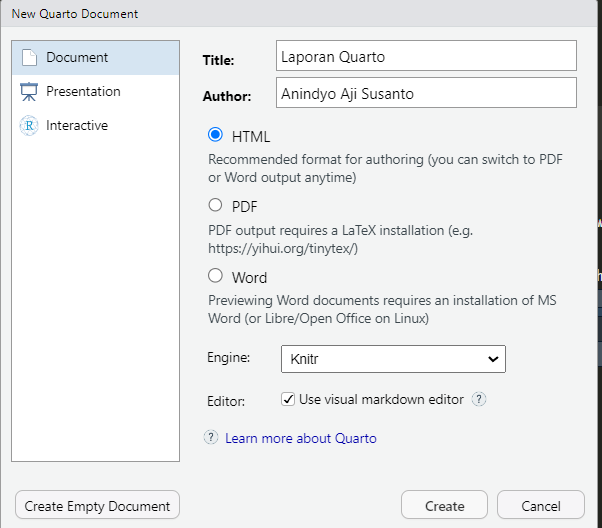 New Quarto Document
Document
Presentation
Interactive
Title:
Laporan Quarto
Author:
Anindyo Aji Susanto
HTML
Recommended format for authoring (you can switch to PDF
or Word output anytime)
PDF
PDF output requires a LaTeX installation (e.g.
https://yihui.org/tinytex/)
Word
Previewing Word documents requires an installation of MS
Word (or Libre/Open Office on Linux)
Engine:
Knitr
Editor:
Use visual markdown editor ?
? Learn more about Quarto
Create Empty Document
Create
Cancel